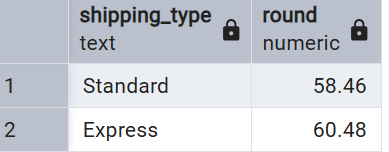 shipping_type round
text numeric
1 Standard 58.46
2 Express 60.48